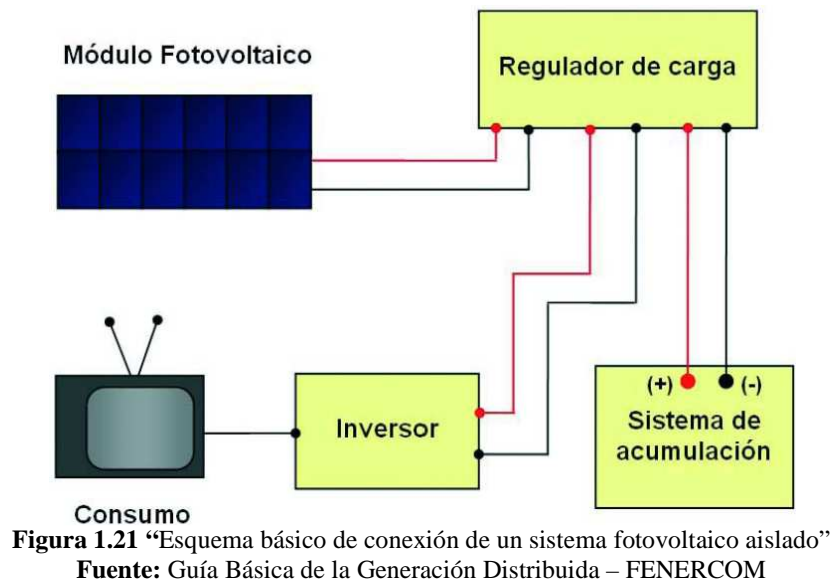 Módulo Fotovoltaico
Regulador de carga
(+) (-)
Sistema de
acumulación
Inversor
Consumo
Figura 1.21 “Esquema básico de conexión de un sistema fotovoltaico aislado”
Fuente: Guía Básica de la Generación Distribuida – FENERCOM